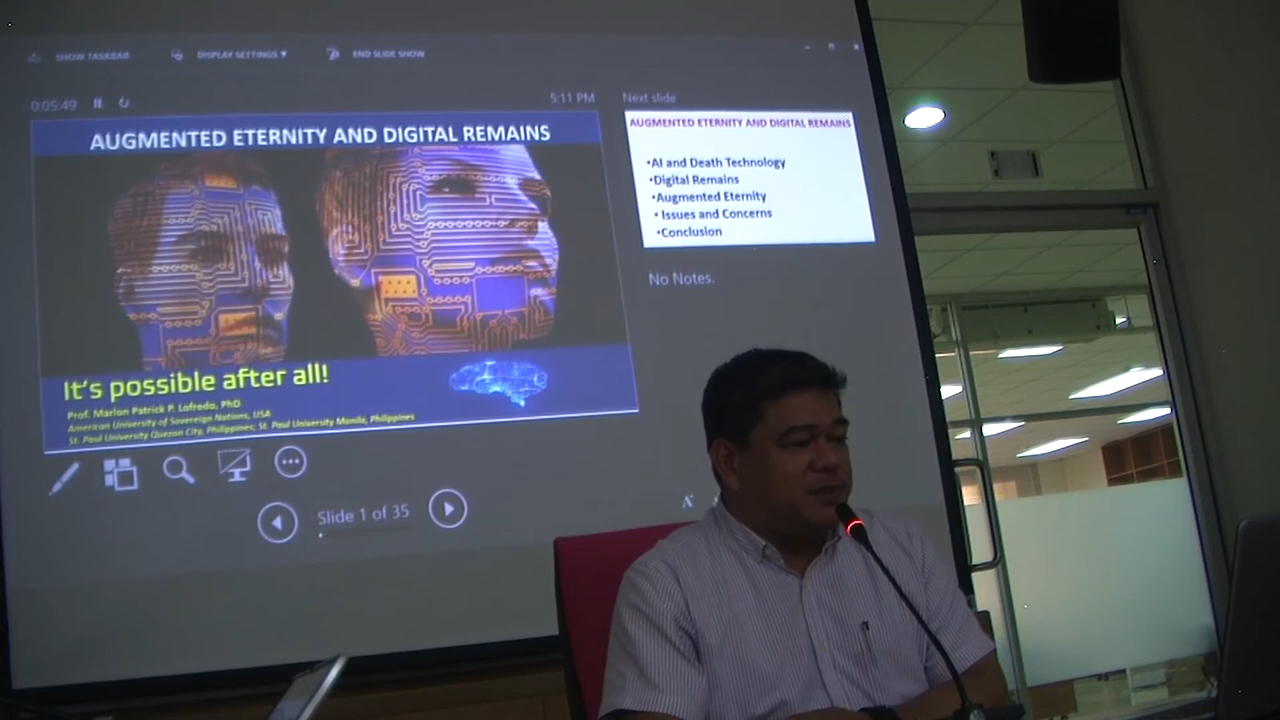 SHOW TASKBAR
DISPLAY SETTINGS ▼
END SLIDE SHOW
0:05:49
5:11 PM
Next slide
AUGMENTED ETERNITY AND DIGITAL REMAINS
It's possible after all!
Prof. Marlon Patrick P. Lofredo, PhD
American University of Sovereign Nations, USA
St. Paul University Quezon City, Philippines; St. Paul University Manila, Philippines
AUGMENTED ETERNITY AND DIGITAL REMAINS
•AI and Death Technology
•Digital Remains
•Augmented Eternity
• Issues and Concerns
•Conclusion
No Notes.
Slide 1 of 35
A